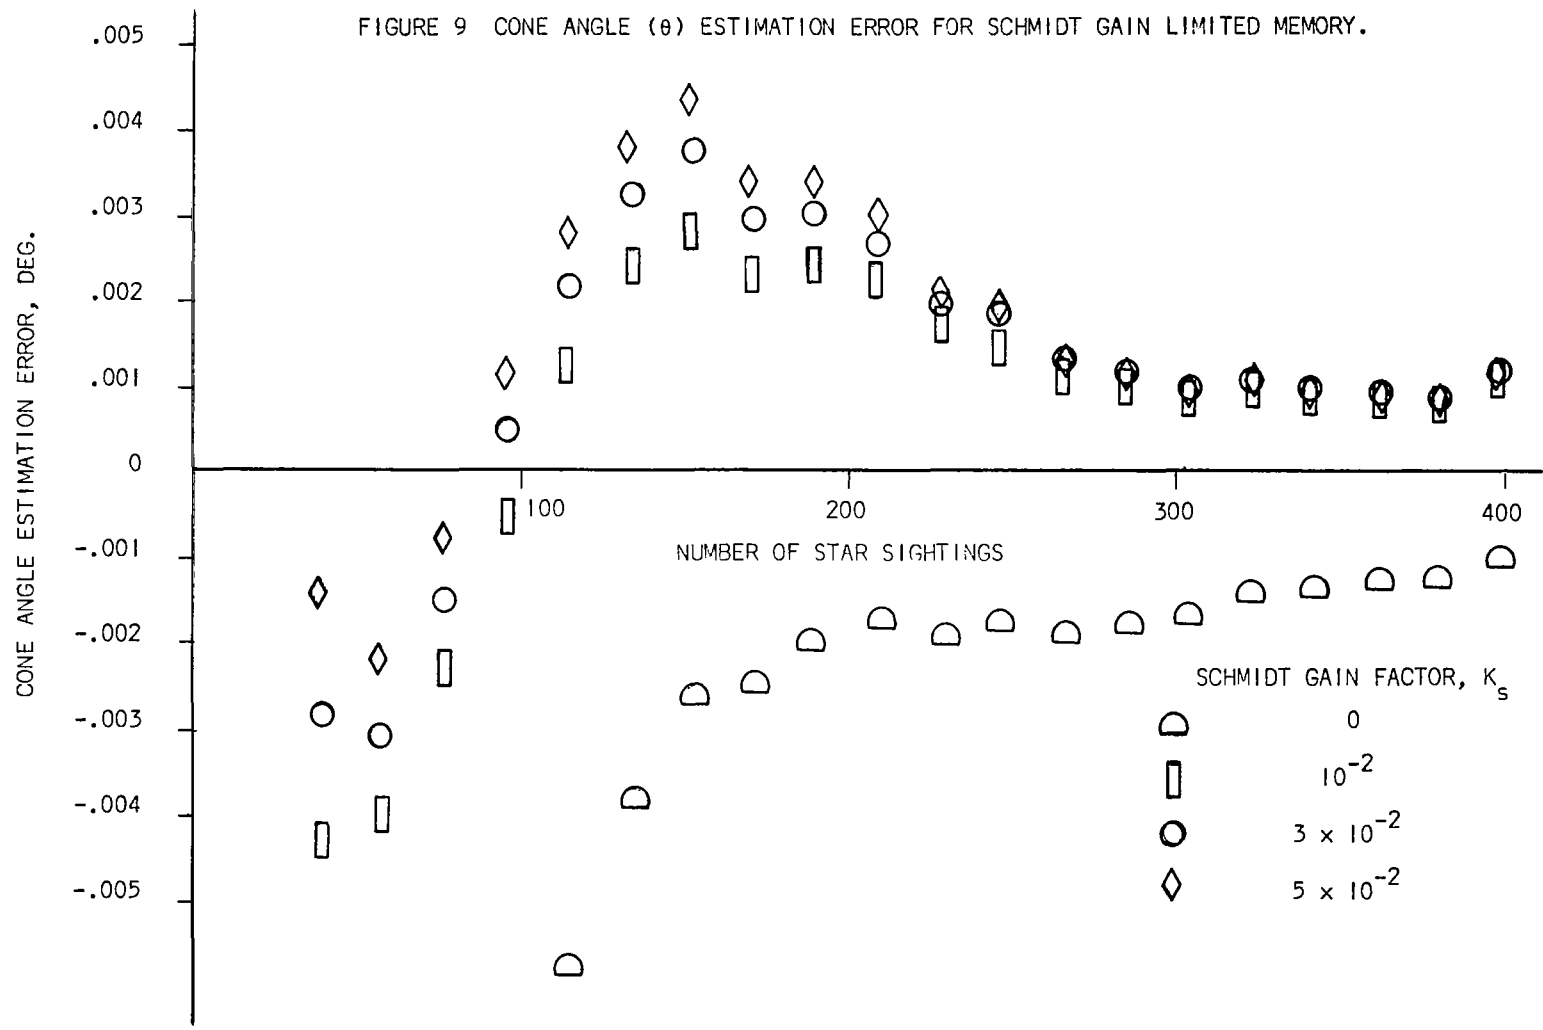 FIGURE 9 CONE ANGLE (θ) ESTIMATION ERROR FOR SCHMIDT GAIN LIMITED MEMORY.
CONE ANGLE ESTIMATION ERROR, DEG.
.005
.004
.003
.002
.001
0
-.001
-.002
-.003
-.004
-.005
100
200
300
400
NUMBER OF STAR SIGHTINGS
SCHMIDT GAIN FACTOR, Ks
0
10-2
3 x 10-2
5 x 10-2